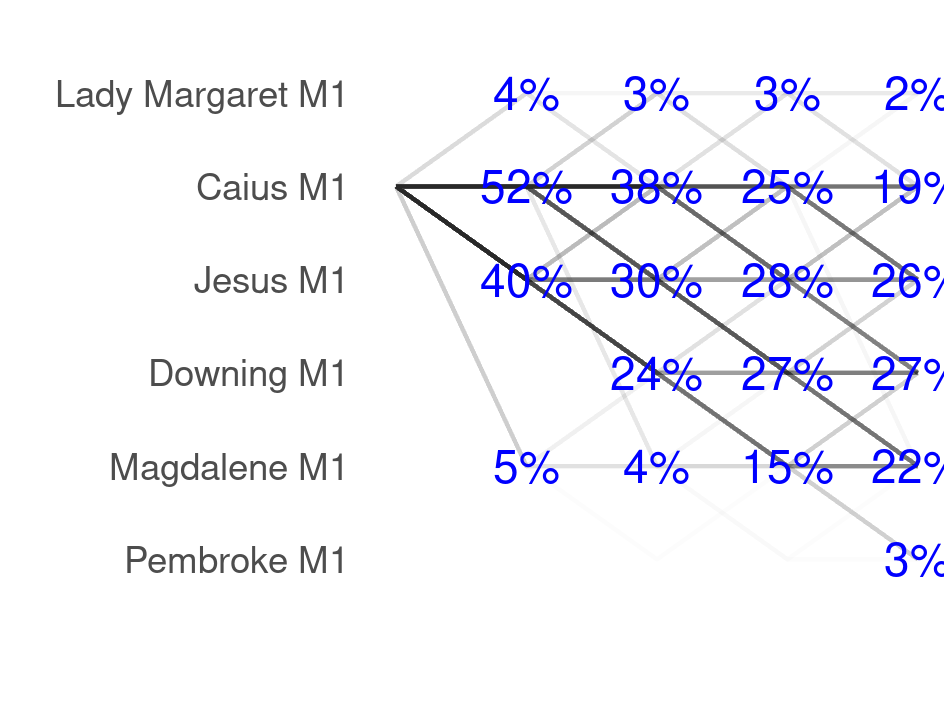 Lady Margaret M1 4% 3% 3% 2%
Caius M1 52% 38% 25% 19%
Jesus M1 40% 30% 28% 26%
Downing M1 24% 27% 27%
Magdalene M1 5% 4% 15% 22%
Pembroke M1 3%